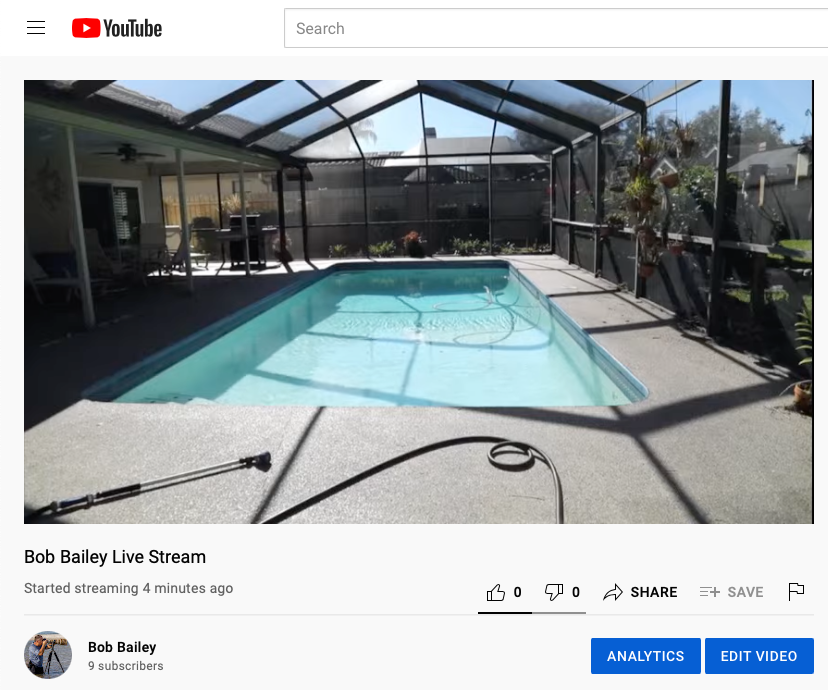 YouTube
Search
Bob Bailey Live Stream
Started streaming 4 minutes ago
0 0 SHARE SAVE
Bob Bailey
9 subscribers
ANALYTICS EDIT VIDEO